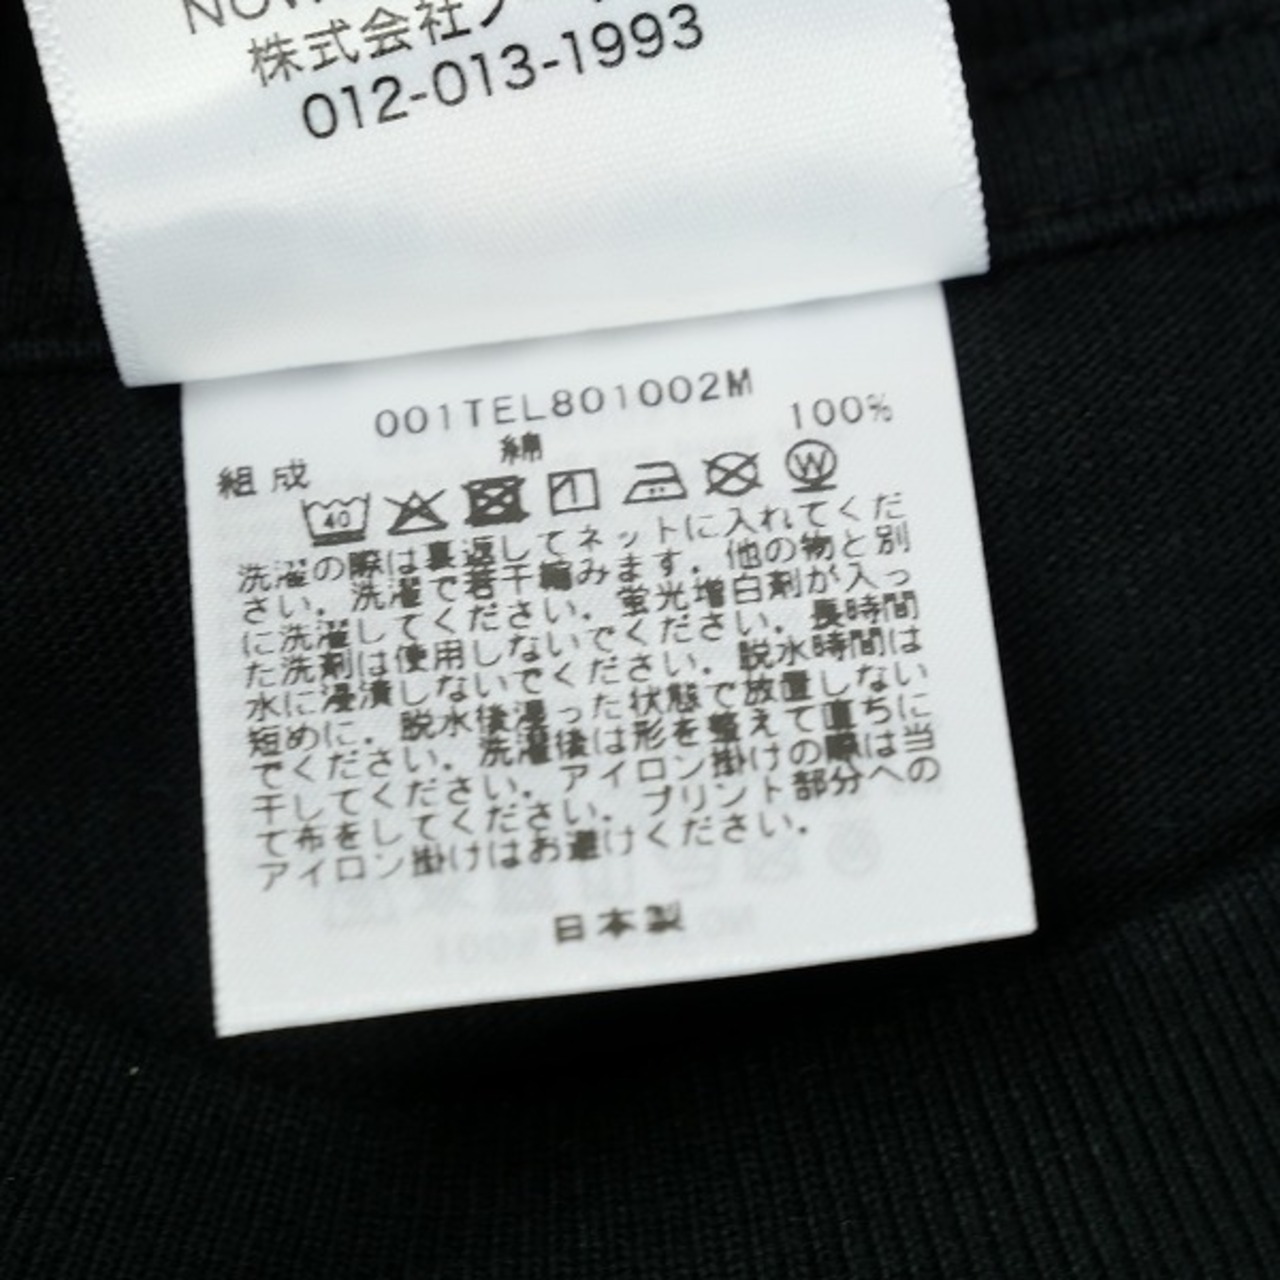 株式会社ノ
012-013-1993
001TEL801002M
綿 100%
組成
40
W
洗濯の際は裏返してネットに入れてくだ
さい。洗濯で若干縮みます。他の物と別
に洗濯してください。蛍光増白剤が入っ
た洗剤は使用しないでください。長時間
水に浸漬しないでください。脱水時間は
短めに。脱水後湿った状態で放置しない
でください。洗濯後は形を整えて直ちに
干してください。アイロン掛けの際は当
て布をしてください。プリント部分への
アイロン掛けはお避けください。
日本製